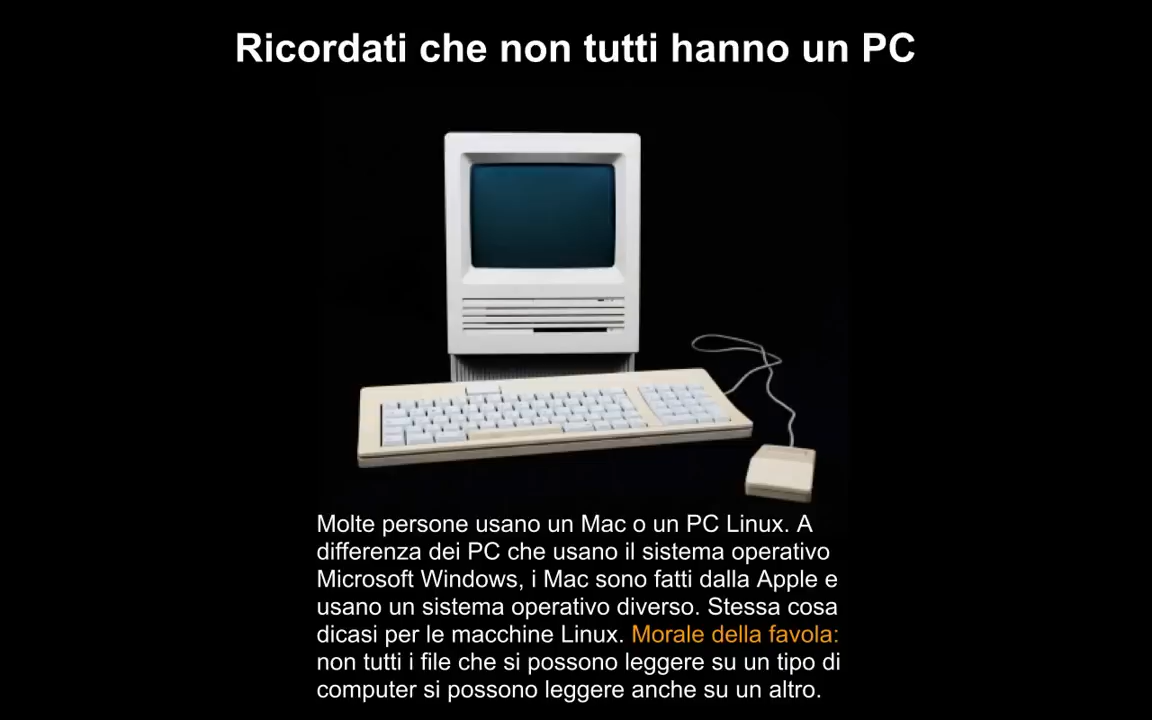 Ricordati che non tutti hanno un PC
Molte persone usano un Mac o un PC Linux. A
differenza dei PC che usano il sistema operativo
Microsoft Windows, i Mac sono fatti dalla Apple e
usano un sistema operativo diverso. Stessa cosa
dicasi per le macchine Linux. Morale della favola:
non tutti i file che si possono leggere su un tipo di
computer si possono leggere anche su un altro.